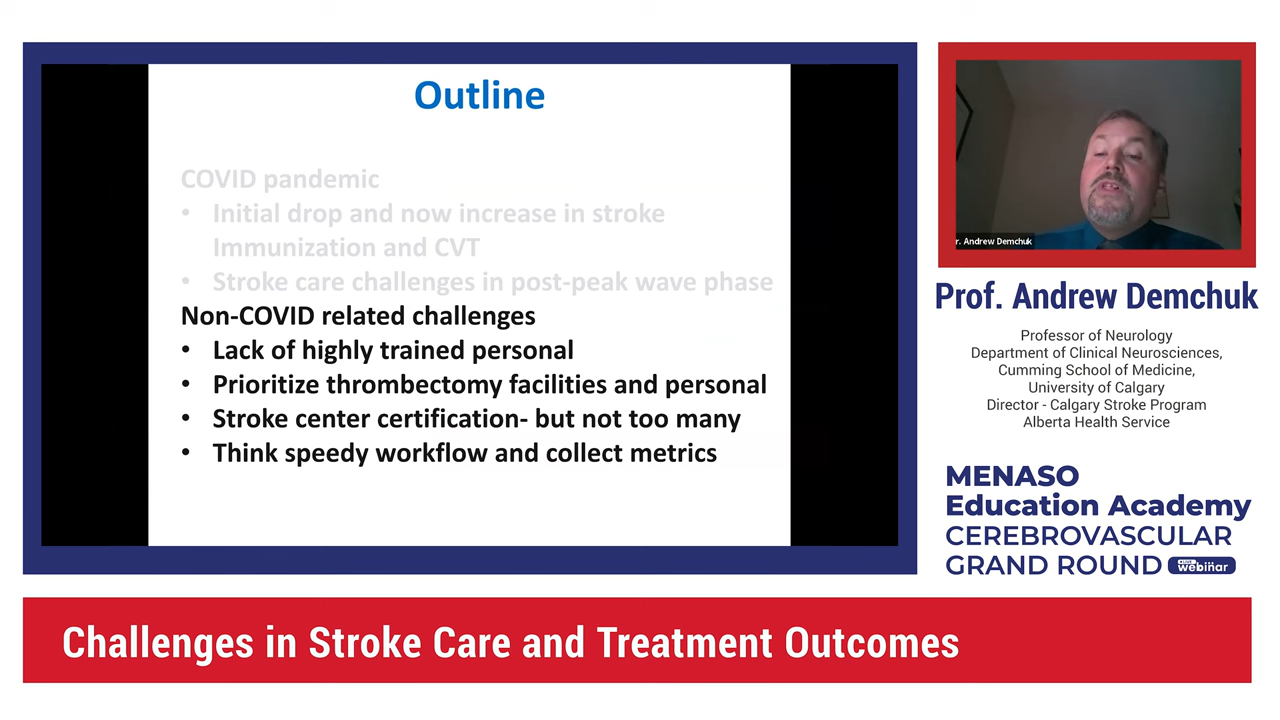 Outline
COVID pandemic
• Initial drop and now increase in stroke
Immunization and CVT
• Stroke care challenges in post-peak wave phase
Non-COVID related challenges
• Lack of highly trained personal
• Prioritize thrombectomy facilities and personal
• Stroke center certification- but not too many
• Think speedy workflow and collect metrics
r. Andrew Demchuk
Prof. Andrew Demchuk
Professor of Neurology
Department of Clinical Neurosciences,
Cumming School of Medicine,
University of Calgary
Director - Calgary Stroke Program
Alberta Health Service
MENASO
Education Academy
CEREBROVASCULAR
GRAND ROUND
webinar
Challenges in Stroke Care and Treatment Outcomes